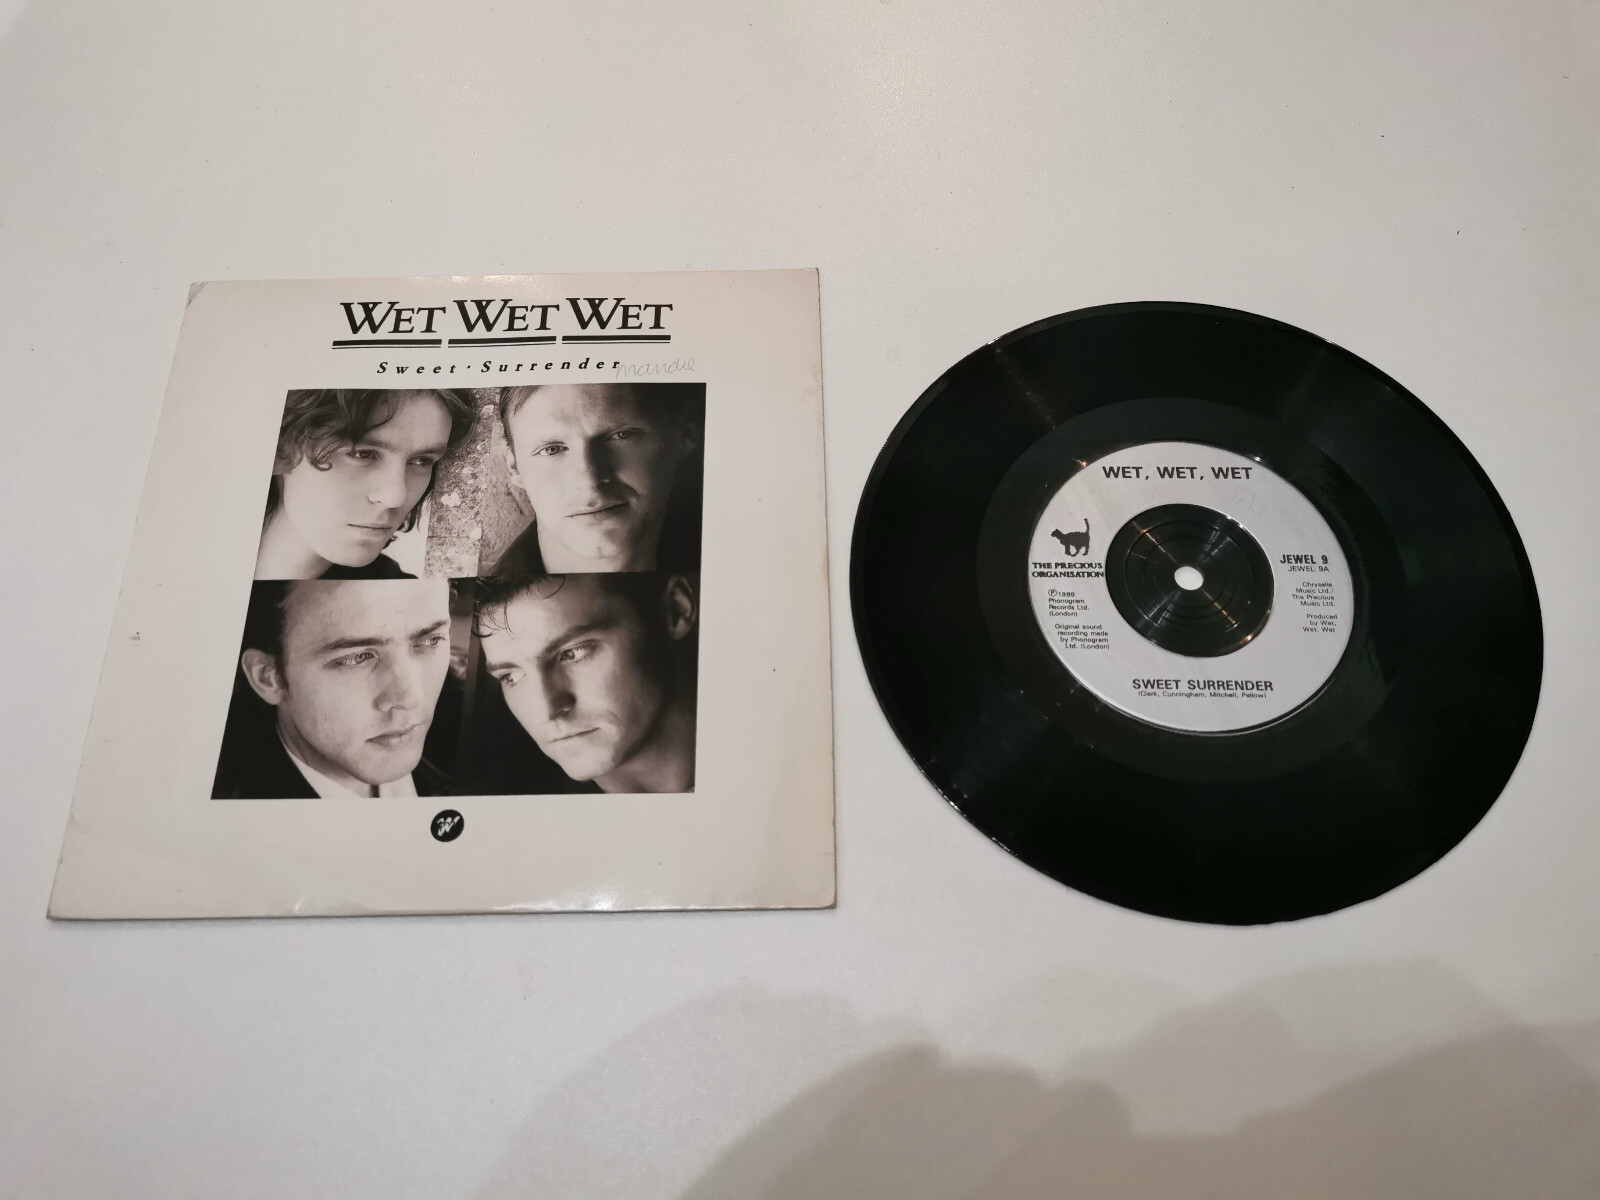 WET WET WET
Sweet · Surrender
mandie
WET, WET, WET
THE PRECIOUS
ORGANISATION
℗1989
Phonogram
Records Ltd.
(London)
Original sound
recording made
by Phonogram
Ltd. (London)
JEWEL 9
JEWEL 9A
Chrysalis
Music Ltd./
The Precious
Music Ltd.
Produced
by Wet,
Wet, Wet
SWEET SURRENDER
(Clark, Cunningham, Mitchell, Pellow)